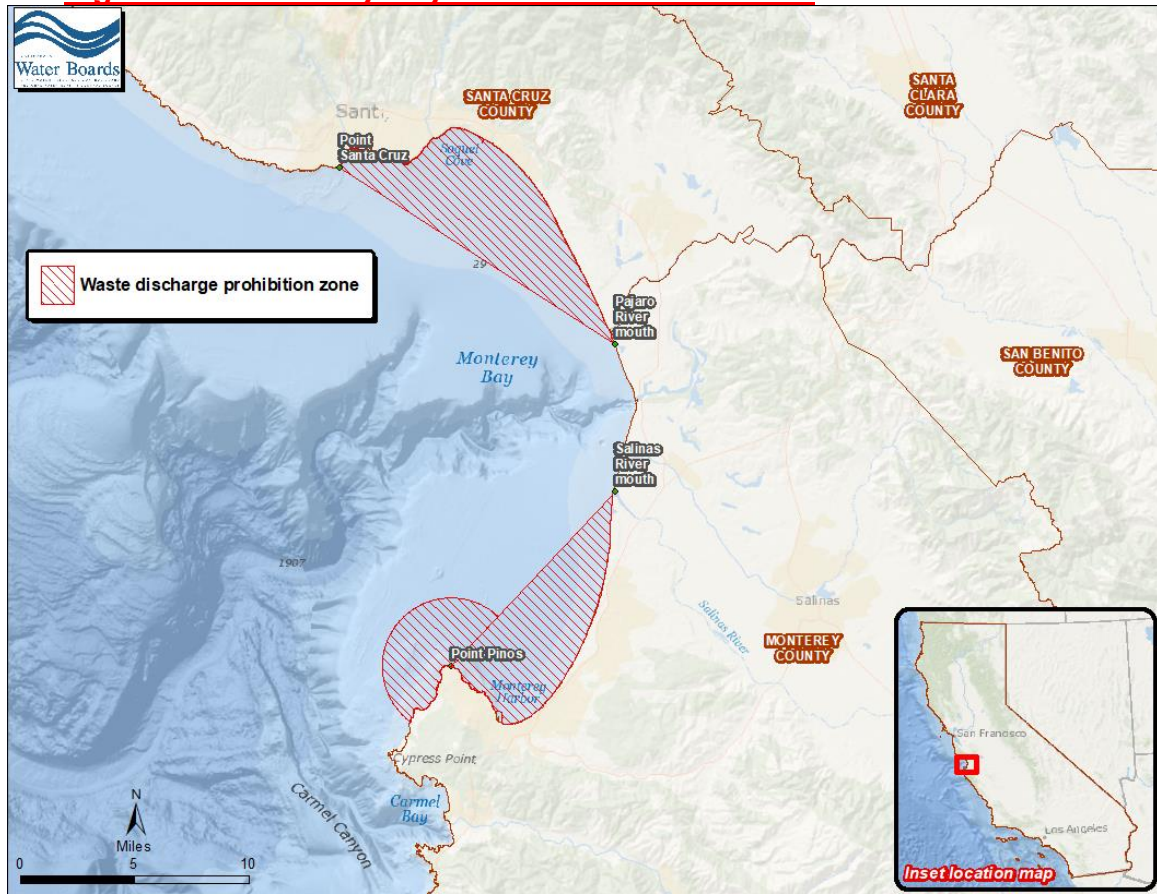 Water Boards
Sant
SANTA CRUZ
COUNTY
SANTA
CLARA
COUNTY
Point
Santa Cruz
Soquel
Cove
Waste discharge prohibition zone
29
Pajaro
River
mouth
Monterey
Bay
SAN BENITO
COUNTY
Salinas
River
mouth
1907
Salinas
Salinas River
MONTEREY
COUNTY
Point Pinos
Monterey
Harbor
Cypress Point
Carmel
Bay
Carmel Canyon
N
Miles
0 5 10
San Francisco
Los Angeles
Inset location map